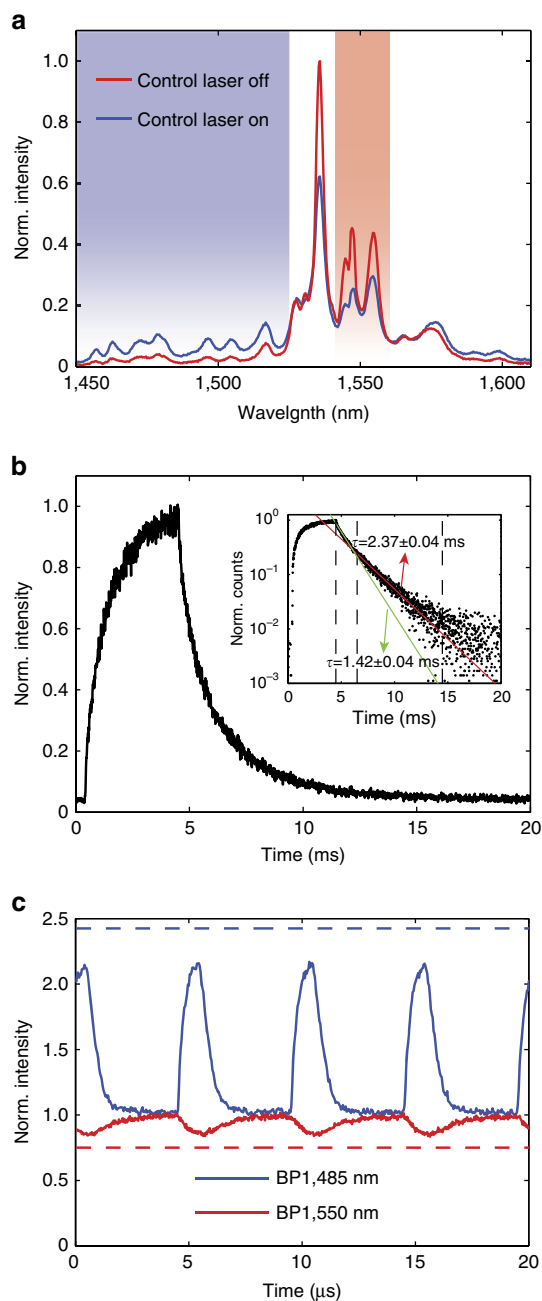 a
Norm. intensity
1.0
0.8
0.6
0.4
0.2
0
Control laser off
Control laser on
1,450
1,500
1,550
1,600
Wavelgnth (nm)
b
Norm. intensity
1.0
0.8
0.6
0.4
0.2
0
0
5
10
15
20
Time (ms)
Norm. counts
10^0
10^−1
10^−2
10^−3
τ=2.37±0.04 ms
τ=1.42±0.04 ms
0
5
10
15
20
Time (ms)
c
Norm. intensity
2.5
2.0
1.5
1.0
0.5
0
BP1,485 nm
BP1,550 nm
0
5
10
15
20
Time (μs)